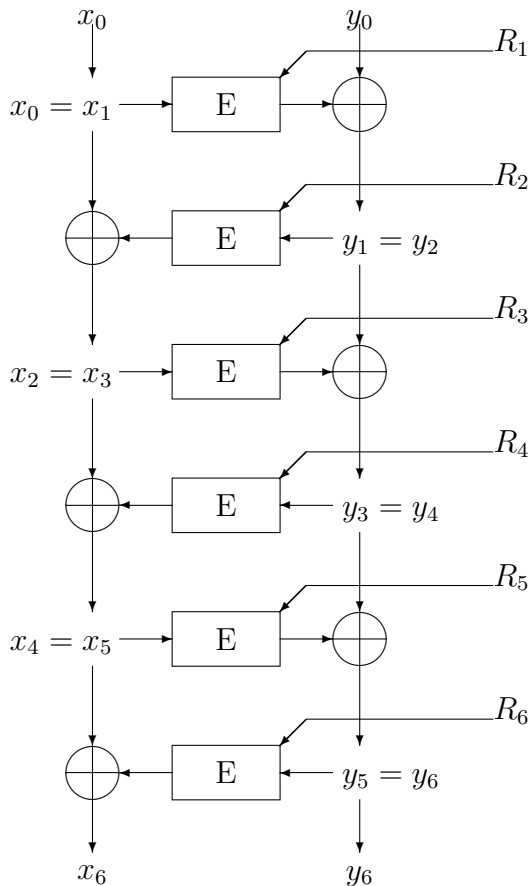 x₀ y₀ R₁
x₀ = x₁ E
R₂
E y₁ = y₂
R₃
x₂ = x₃ E
R₄
E y₃ = y₄
R₅
x₄ = x₅ E
R₆
E y₅ = y₆
x₆ y₆